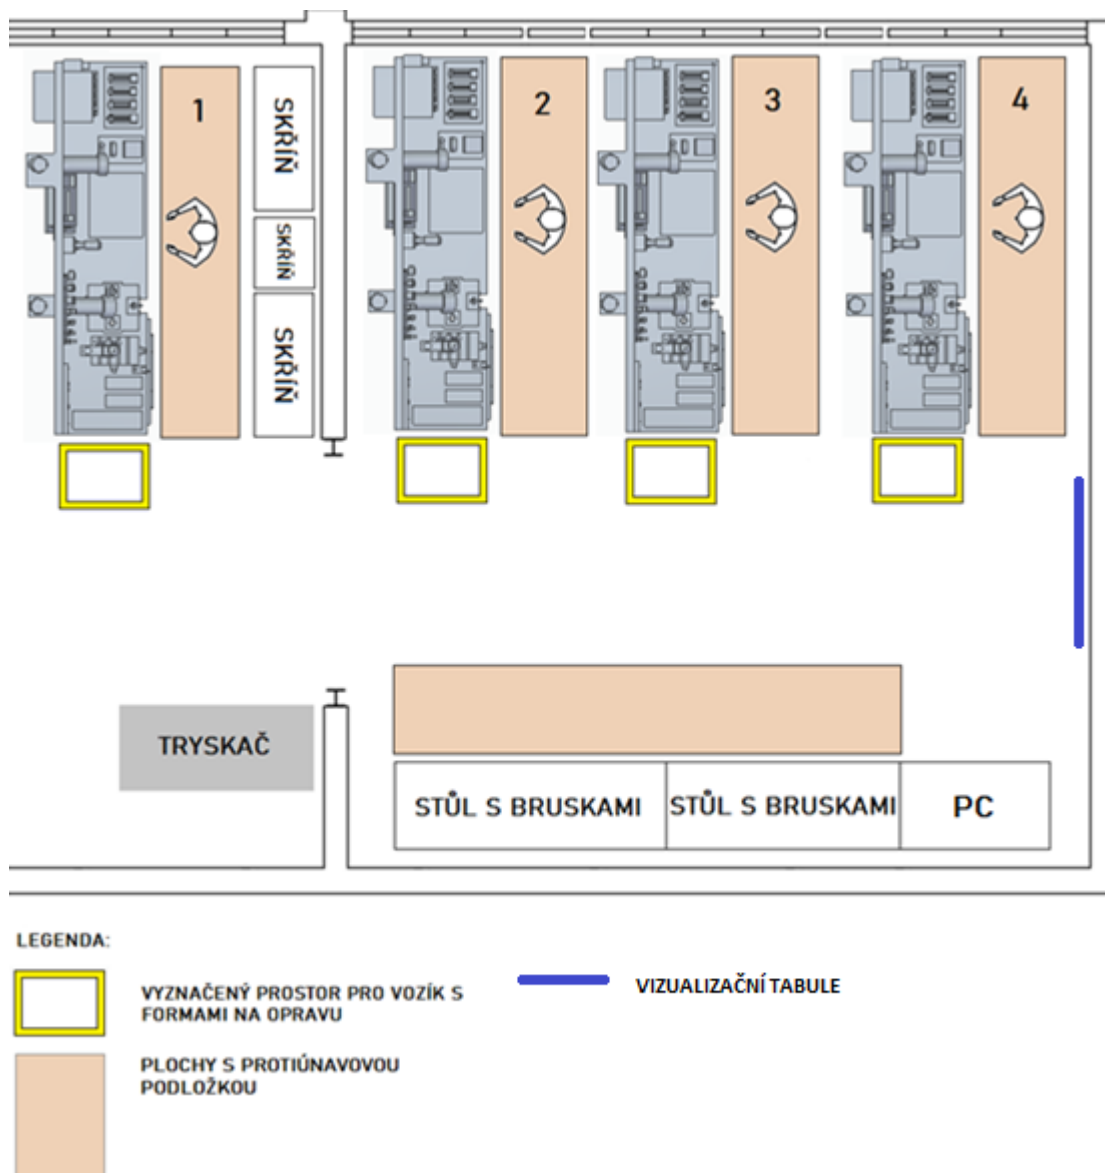 1
2
3
4
SKŘÍŇ
SKŘÍŇ
SKŘÍŇ
TRYSKAČ
STŮL S BRUSKAMI
STŮL S BRUSKAMI
PC
LEGENDA:
VYZNAČENÝ PROSTOR PRO VOZÍK S
FORMAMI NA OPRAVU
VIZUALIZAČNÍ TABULE
PLOCHY S PROTIÚNAVOVOU
PODLOŽKOU